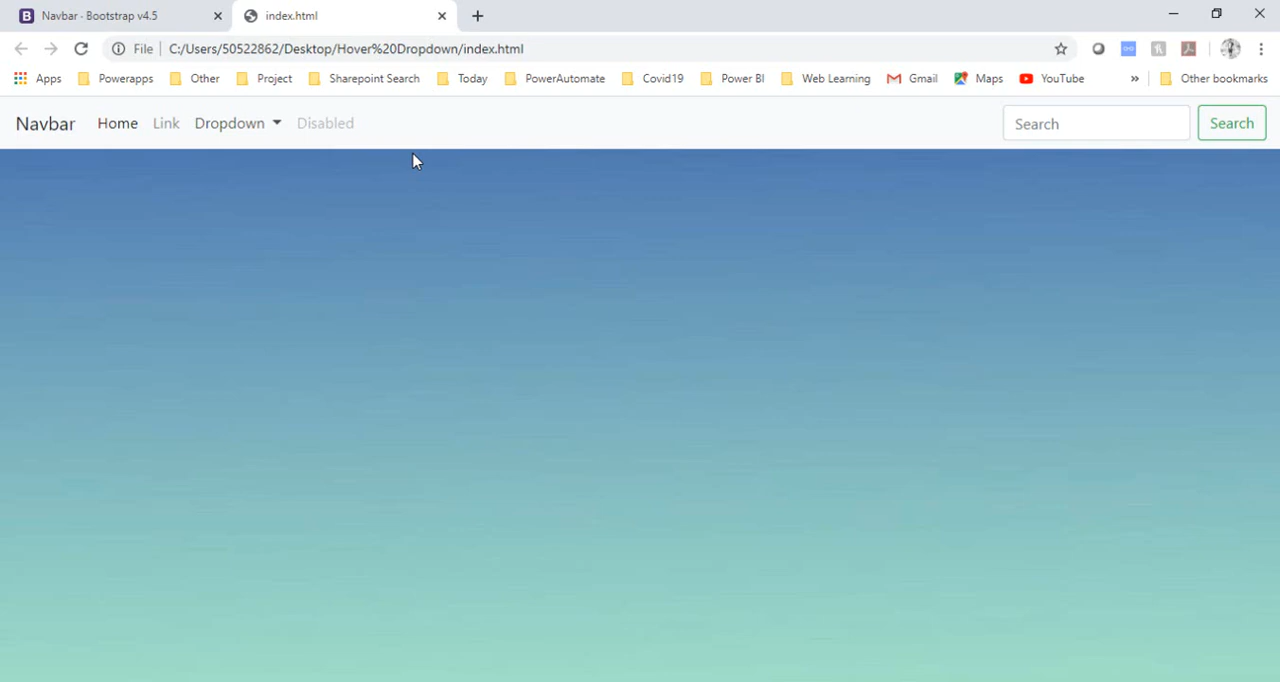 Navbar · Bootstrap v4.5 index.html
File C:/Users/50522862/Desktop/Hover%20Dropdown/index.html
Apps Powerapps Other Project Sharepoint Search Today PowerAutomate Covid19 Power BI Web Learning Gmail Maps YouTube » Other bookmarks
Navbar Home Link Dropdown Disabled Search Search